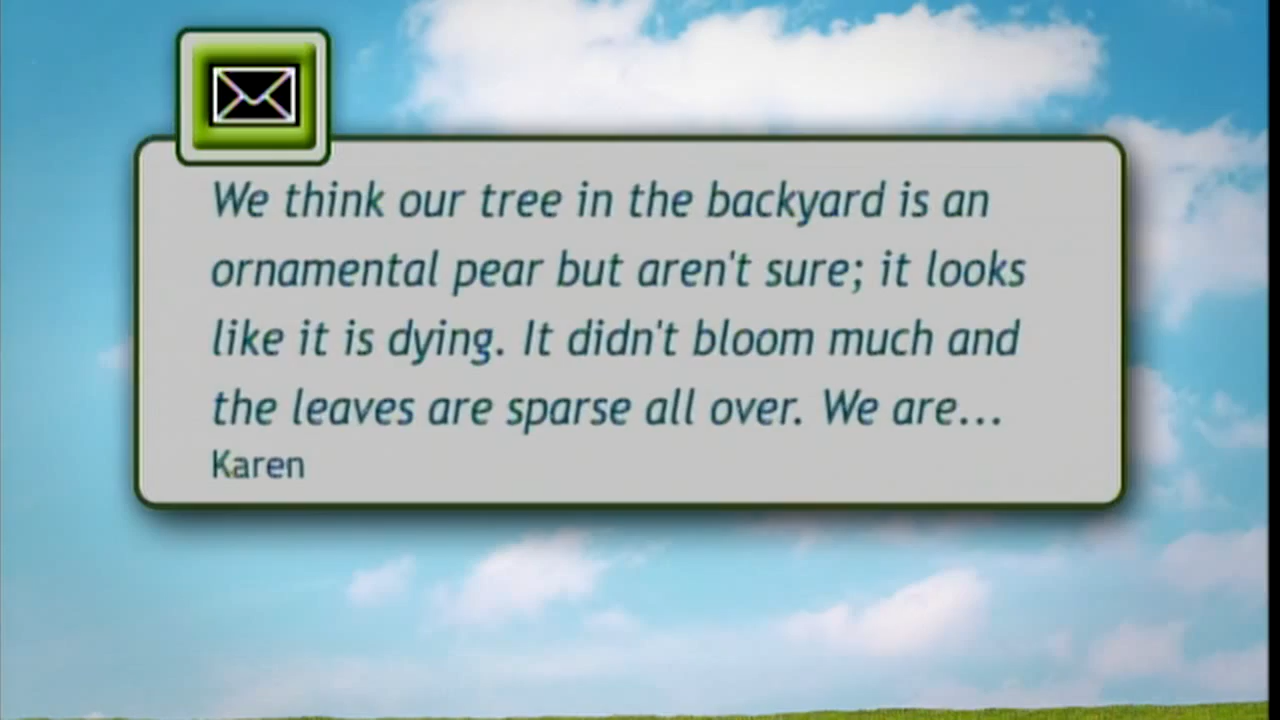 We think our tree in the backyard is an
ornamental pear but aren't sure; it looks
like it is dying. It didn't bloom much and
the leaves are sparse all over. We are...
Karen